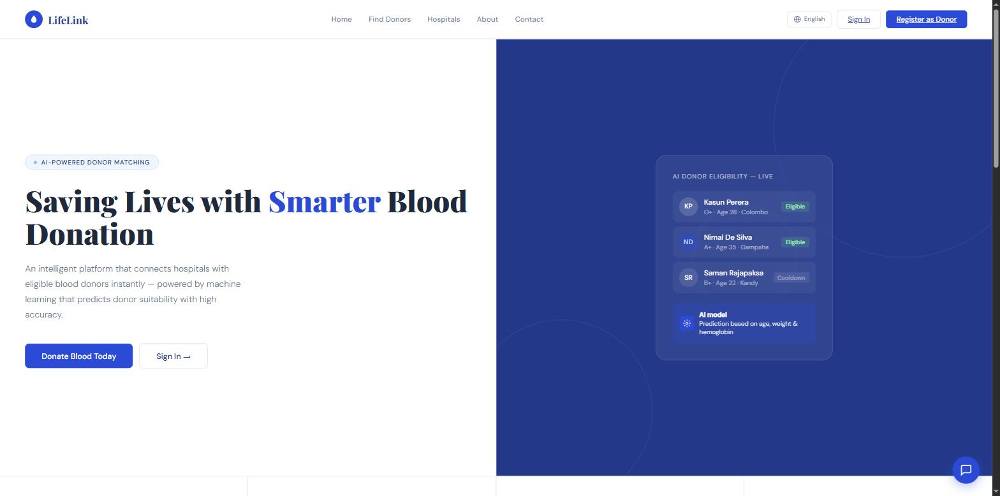 LifeLink
Home
Find Donors
Hospitals
About
Contact
English
Sign In
Register as Donor
AI-POWERED DONOR MATCHING
Saving Lives with Smarter Blood
Donation
An intelligent platform that connects hospitals with
eligible blood donors instantly — powered by machine
learning that predicts donor suitability with high
accuracy.
Donate Blood Today
Sign In →
AI DONOR ELIGIBILITY — LIVE
KP
Kasun Perera
O+ · Age 28 · Colombo
Eligible
ND
Nimal De Silva
A+ · Age 35 · Gampaha
Eligible
SR
Saman Rajapaksa
B+ · Age 22 · Kandy
Cooldown
AI model
Prediction based on age, weight &
hemoglobin